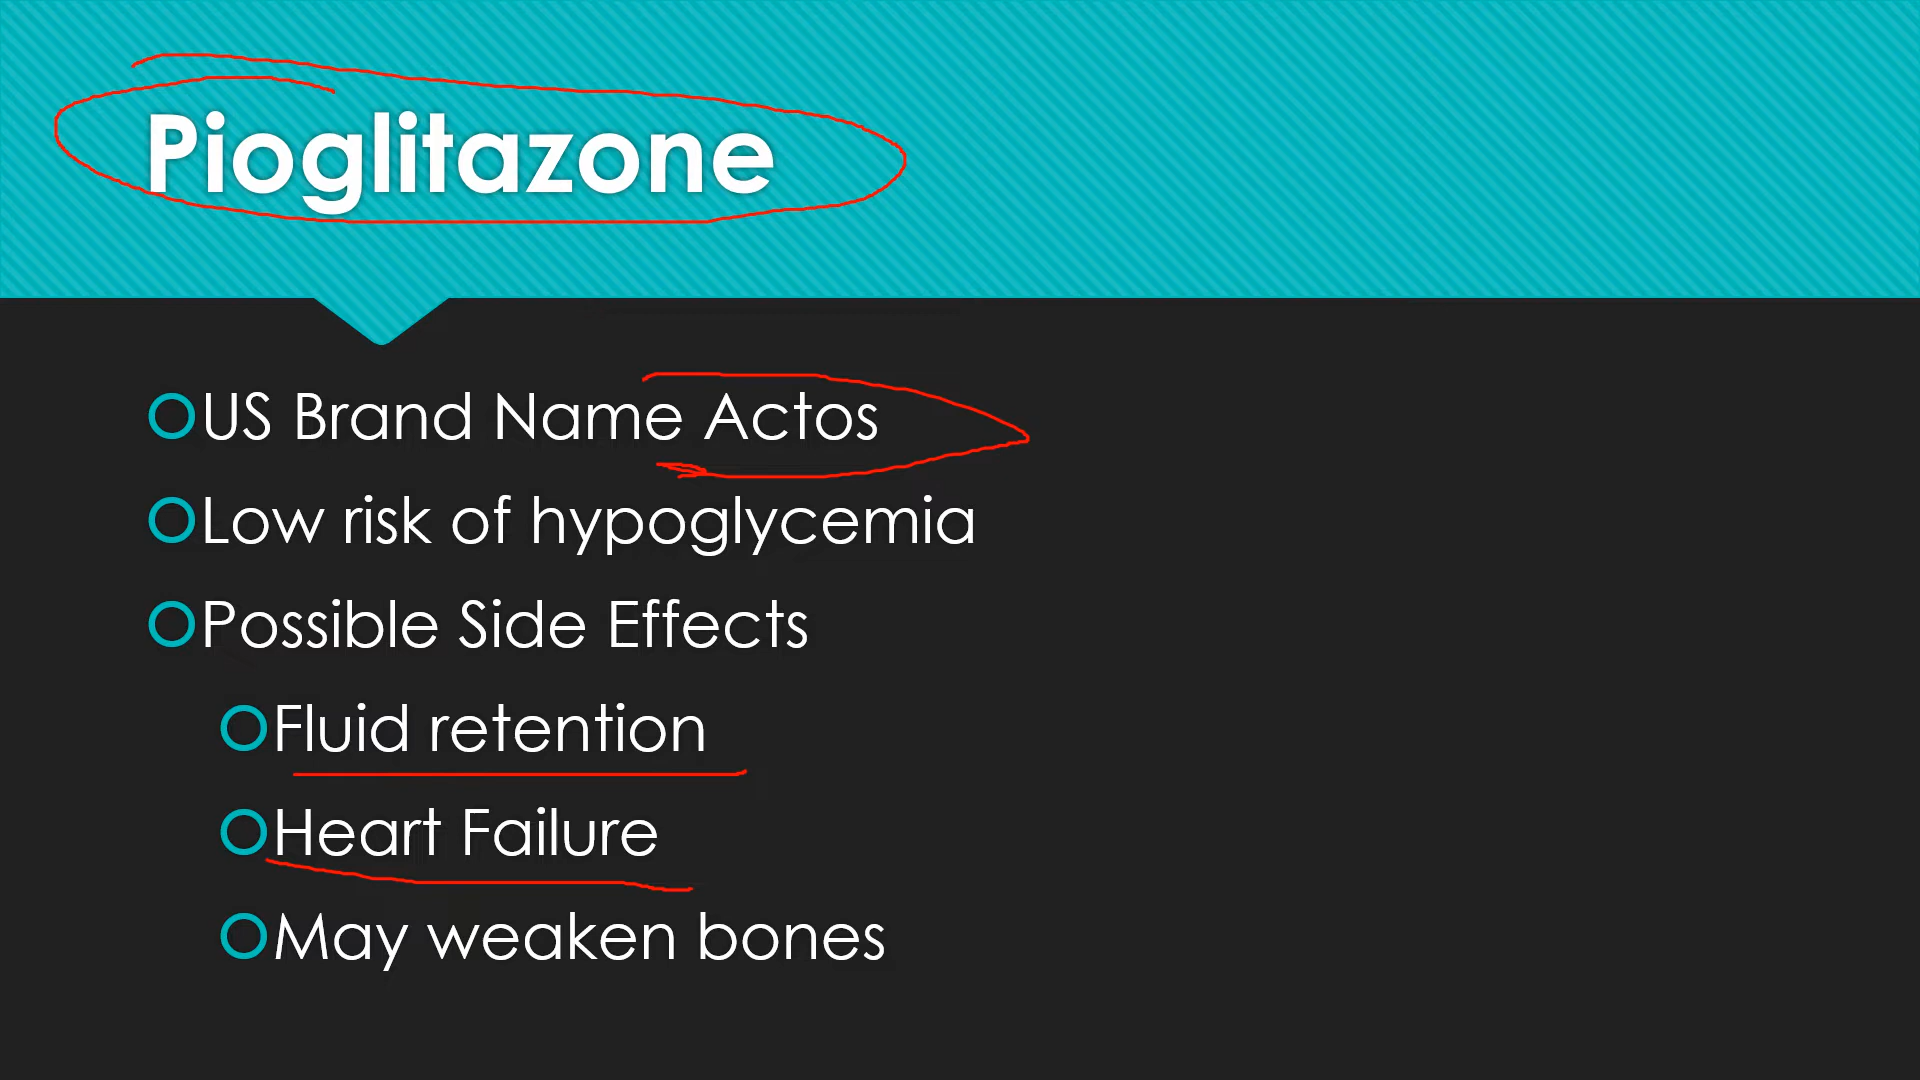 Pioglitazone
US Brand Name Actos
Low risk of hypoglycemia
Possible Side Effects
Fluid retention
Heart Failure
May weaken bones